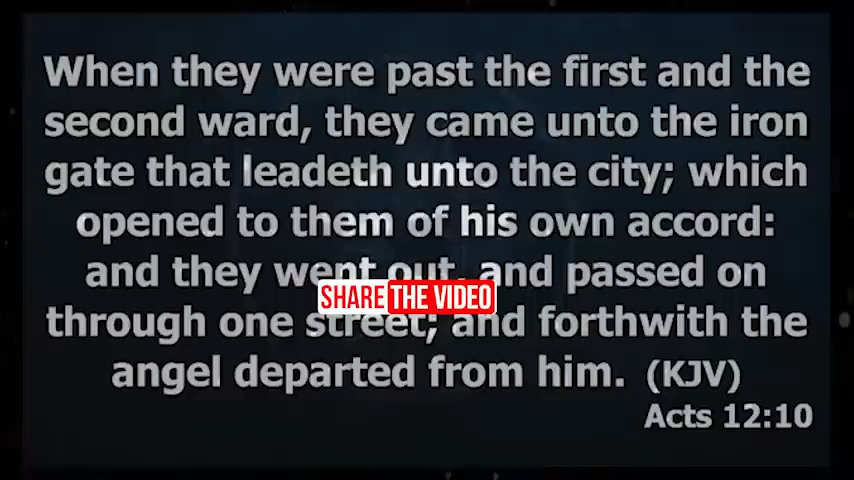 When they were past the first and the
second ward, they came unto the iron
gate that leadeth unto the city; which
opened to them of his own accord:
and they went out, and passed on
SHARE THE VIDEO
through one street; and forthwith the
angel departed from him. (KJV)
Acts 12:10